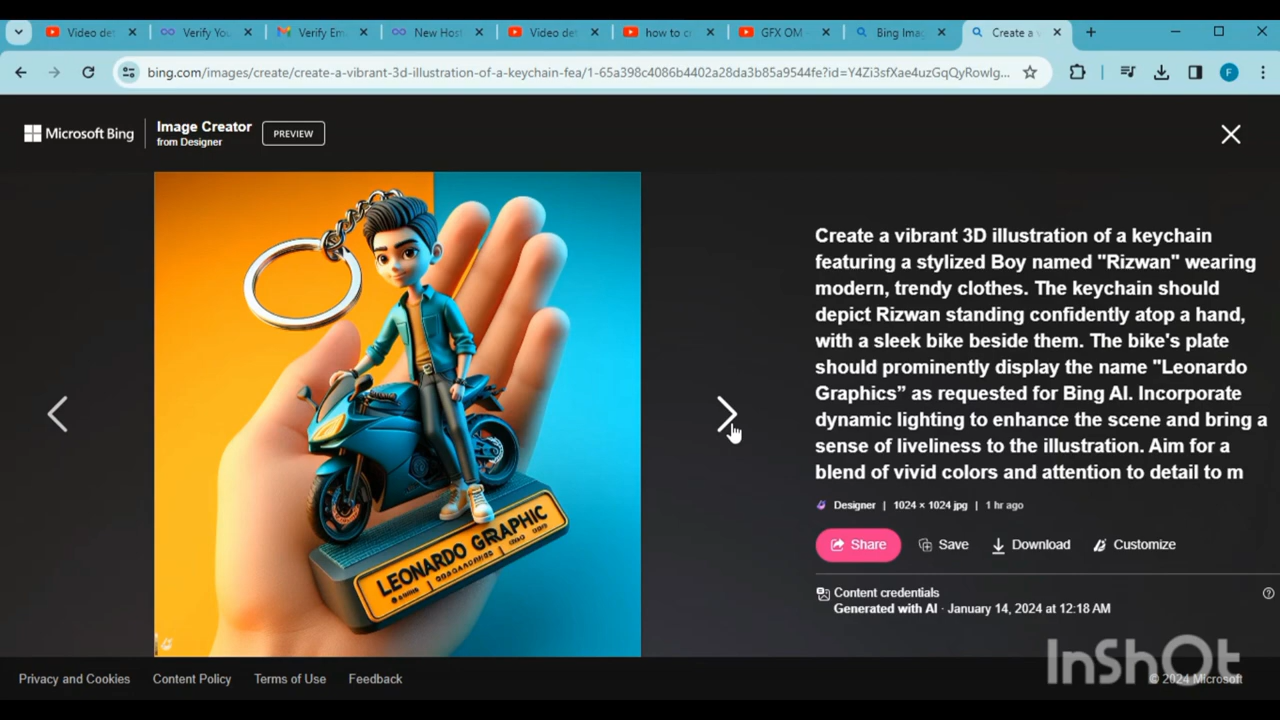 Video de
Verify Yo
Verify Em
New Host
Video de
how to c
GFX OM -
Bing Ima
Create a
bing.com/images/create/create-a-vibrant-3d-illustration-of-a-keychain-fea/1-65a398c4086b4402a28da3b85a9544fe?id=Y4Zi3sfXae4uzGqQyRowlg...
F
Microsoft Bing
Image Creator
from Designer
PREVIEW
Create a vibrant 3D illustration of a keychain
featuring a stylized Boy named "Rizwan" wearing
modern, trendy clothes. The keychain should
depict Rizwan standing confidently atop a hand,
with a sleek bike beside them. The bike's plate
should prominently display the name "Leonardo
Graphics” as requested for Bing AI. Incorporate
dynamic lighting to enhance the scene and bring a
sense of liveliness to the illustration. Aim for a
blend of vivid colors and attention to detail to m
LEONARDO GRAPHIC
Designer | 1024 × 1024 jpg | 1 hr ago
Share Save Download Customize
Content credentials
Generated with AI · January 14, 2024 at 12:18 AM
InShOt
Privacy and Cookies Content Policy Terms of Use Feedback © 2024 Microsoft